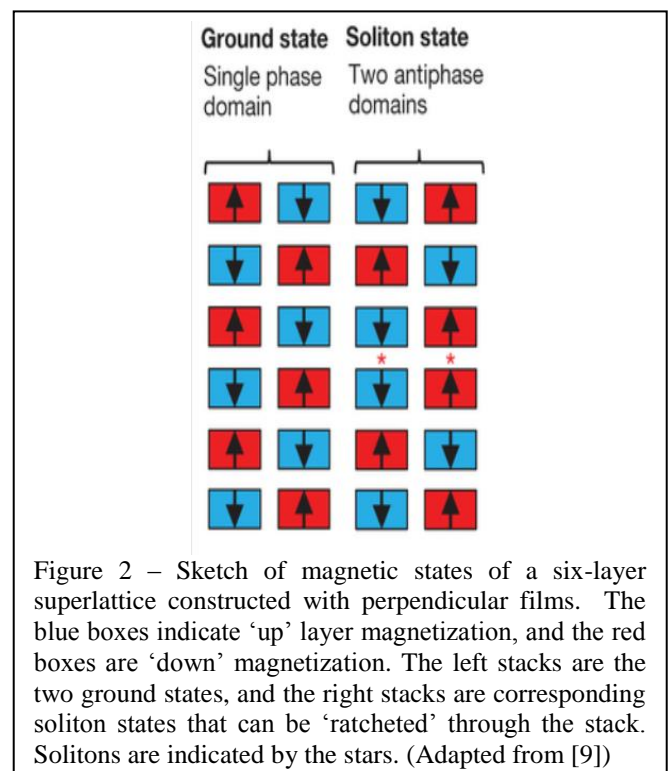 Ground state Soliton state
Single phase Two antiphase
domain domains
* *
Figure 2 – Sketch of magnetic states of a six-layer
superlattice constructed with perpendicular films. The
blue boxes indicate ‘up’ layer magnetization, and the red
boxes are ‘down’ magnetization. The left stacks are the
two ground states, and the right stacks are corresponding
soliton states that can be ‘ratcheted’ through the stack.
Solitons are indicated by the stars. (Adapted from [9])